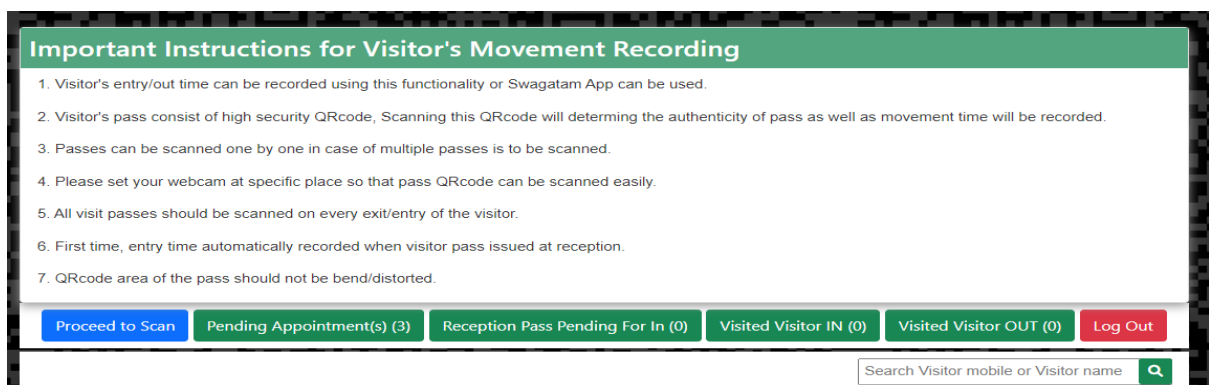 Important Instructions for Visitor's Movement Recording
1. Visitor's entry/out time can be recorded using this functionality or Swagatam App can be used.
2. Visitor's pass consist of high security QRcode, Scanning this QRcode will determing the authenticity of pass as well as movement time will be recorded.
3. Passes can be scanned one by one in case of multiple passes is to be scanned.
4. Please set your webcam at specific place so that pass QRcode can be scanned easily.
5. All visit passes should be scanned on every exit/entry of the visitor.
6. First time, entry time automatically recorded when visitor pass issued at reception.
7. QRcode area of the pass should not be bend/distorted.
Proceed to Scan Pending Appointment(s) (3) Reception Pass Pending For In (0) Visited Visitor IN (0) Visited Visitor OUT (0) Log Out
Search Visitor mobile or Visitor name